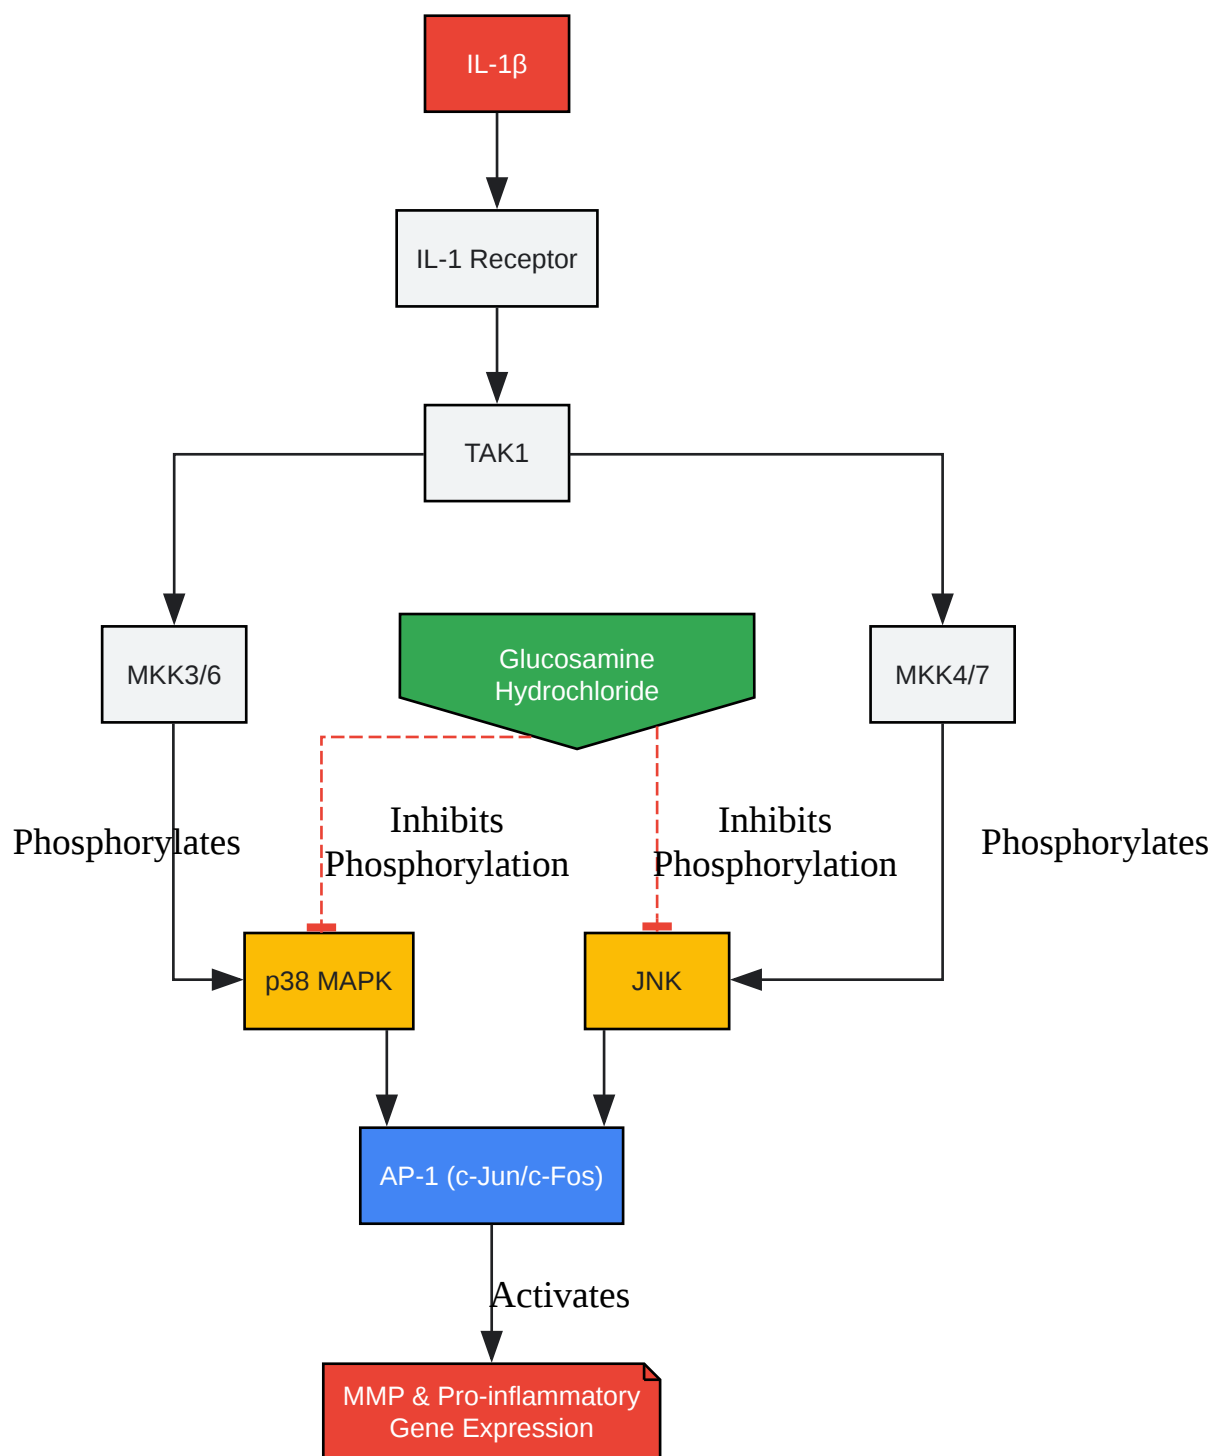 IL-1β
IL-1 Receptor
TAK1
MKK3/6
Glucosamine
Hydrochloride
MKK4/7
Phosphorylates
Inhibits
Phosphorylation
Inhibits
Phosphorylation
Phosphorylates
p38 MAPK
JNK
AP-1 (c-Jun/c-Fos)
Activates
MMP & Pro-inflammatory
Gene Expression